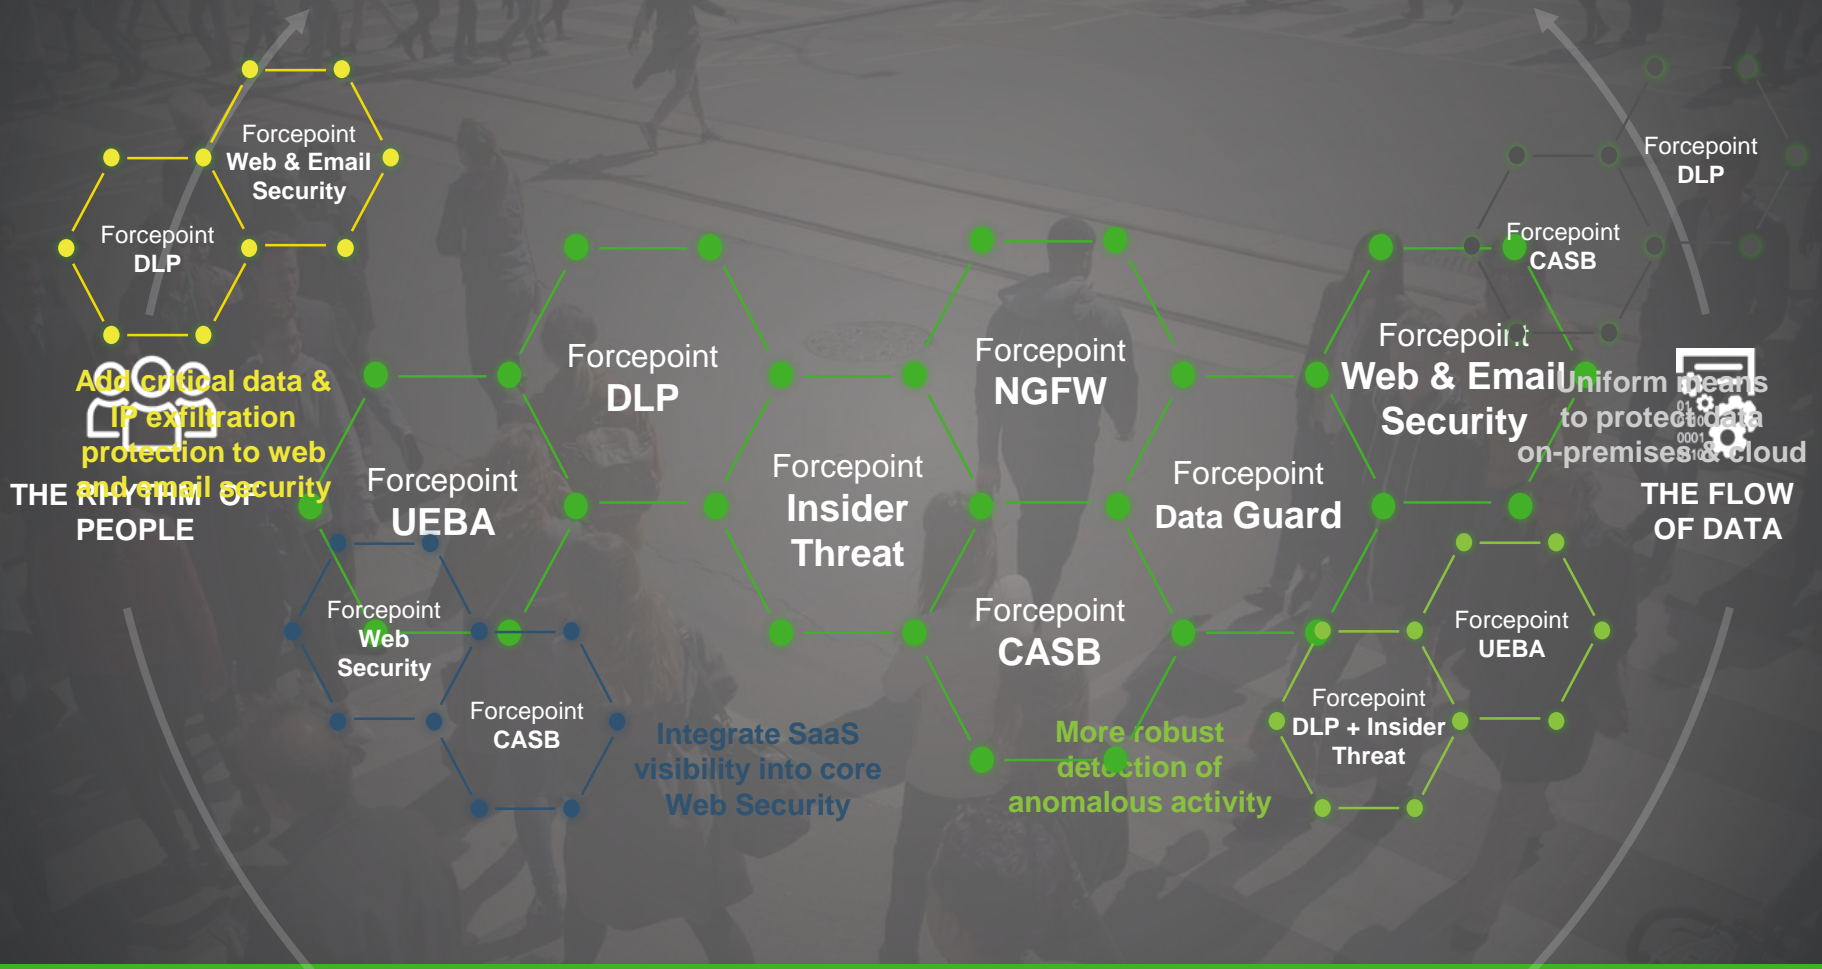 Forcepoint
Web & Email
Security
Forcepoint
DLP
Add critical data &
IP exfiltration
protection to web
and email security
THE RHYTHM OF
PEOPLE
Forcepoint
DLP
Forcepoint
UEBA
Forcepoint
Insider
Threat
Forcepoint
NGFW
Forcepoint
Data Guard
Forcepoint
CASB
Forcepoint
Web & Email
Security
Forcepoint
DLP
Forcepoint
CASB
Uniform means
to protect data
on-premises & cloud
THE FLOW
OF DATA
Forcepoint
Web
Security
Forcepoint
CASB
Integrate SaaS
visibility into core
Web Security
More robust
detection of
anomalous activity
Forcepoint
UEBA
Forcepoint
DLP + Insider
Threat